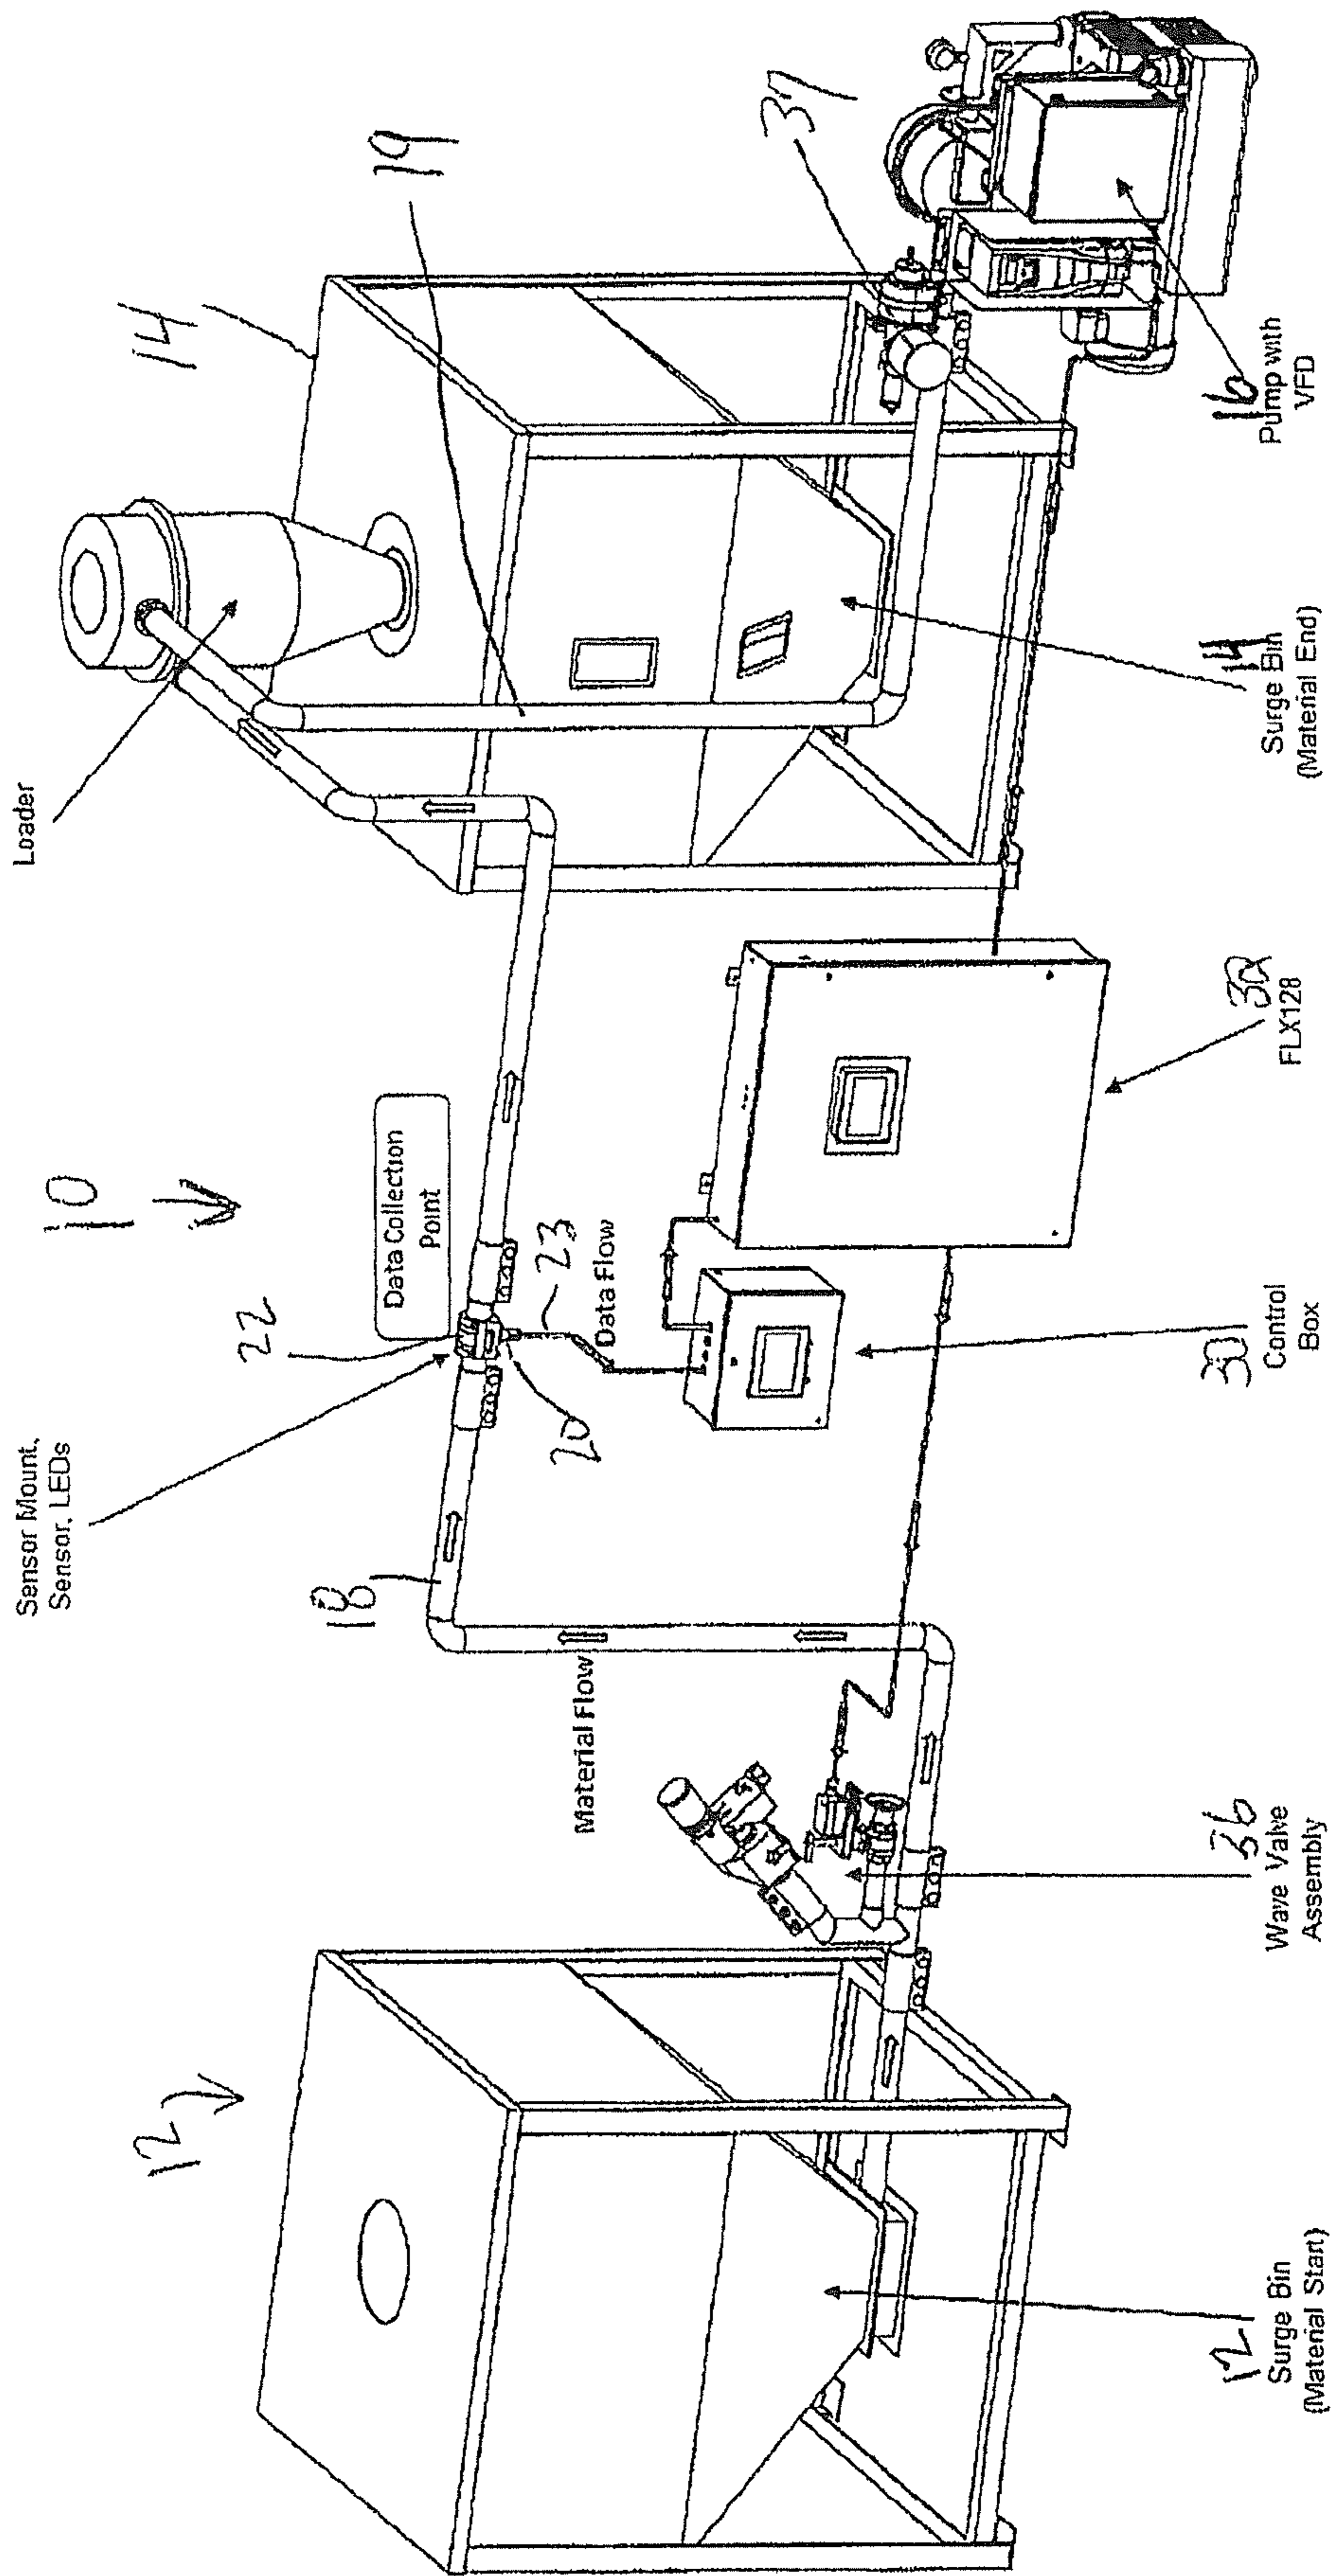 10
Loader
Sensor Mount,
Sensor, LEDs
22
Data Collection
Point
23
Data Flow
20
18
Material Flow
12
14
19
37
12
Surge Bin
(Material Start)
36
Wave Valve
Assembly
30
Control
Box
32
FLX128
14
Surge Bin
(Material End)
16
Pump with
VFD